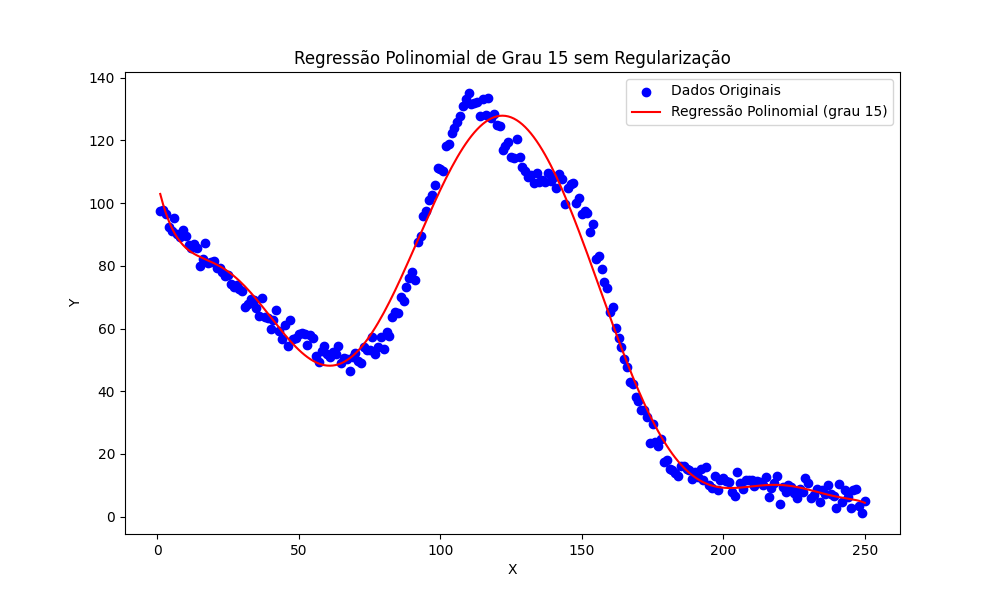 Regressão Polinomial de Grau 15 sem Regularização
Dados Originais
Regressão Polinomial (grau 15)
140
120
100
80
60
40
20
0
Y
0 50 100 150 200 250
X